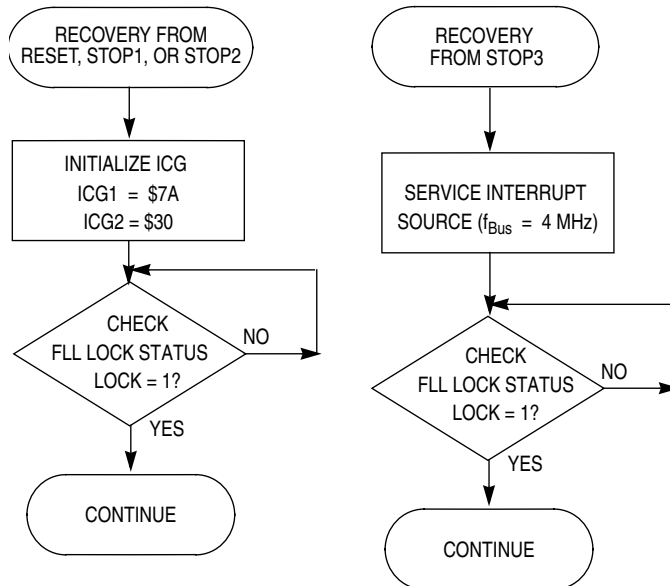 RECOVERY FROM
RESET, STOP1, OR STOP2
INITIALIZE ICG
ICG1 = $7A
ICG2 = $30
CHECK
FLL LOCK STATUS
LOCK = 1?
NO
YES
CONTINUE
RECOVERY
FROM STOP3
SERVICE INTERRUPT
SOURCE (fBus = 4 MHz)
CHECK
FLL LOCK STATUS
LOCK = 1?
NO
YES
CONTINUE